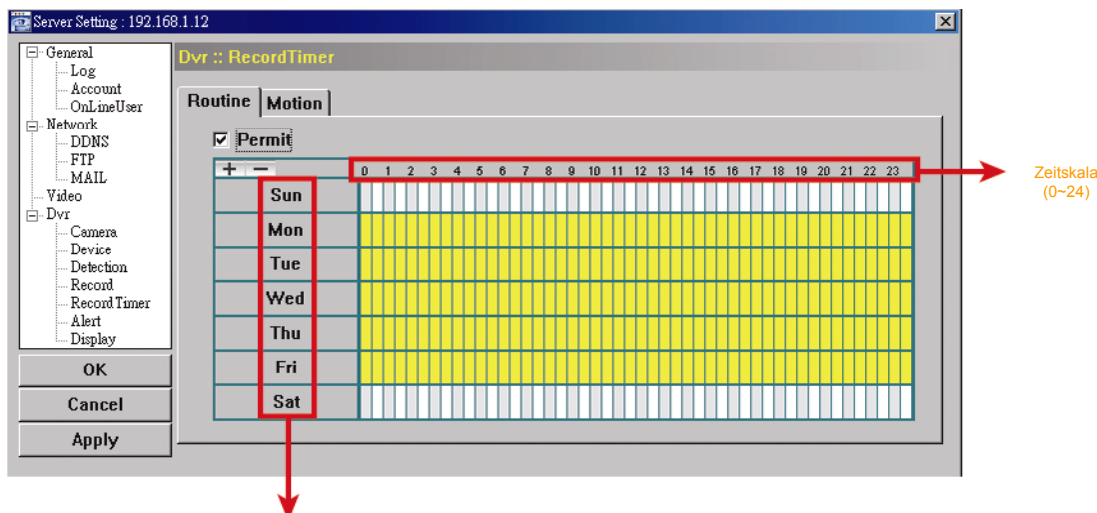 Server Setting : 192.168.1.12
General
Log
Account
OnLineUser
Network
DDNS
FTP
MAIL
Video
Dvr
Camera
Device
Detection
Record
RecordTimer
Alert
Display
OK
Cancel
Apply
Dvr :: RecordTimer
Routine Motion
Permit
+ − 0 1 2 3 4 5 6 7 8 9 10 11 12 13 14 15 16 17 18 19 20 21 22 23
Sun
Mon
Tue
Wed
Thu
Fri
Sat
Zeitskala
(0~24)